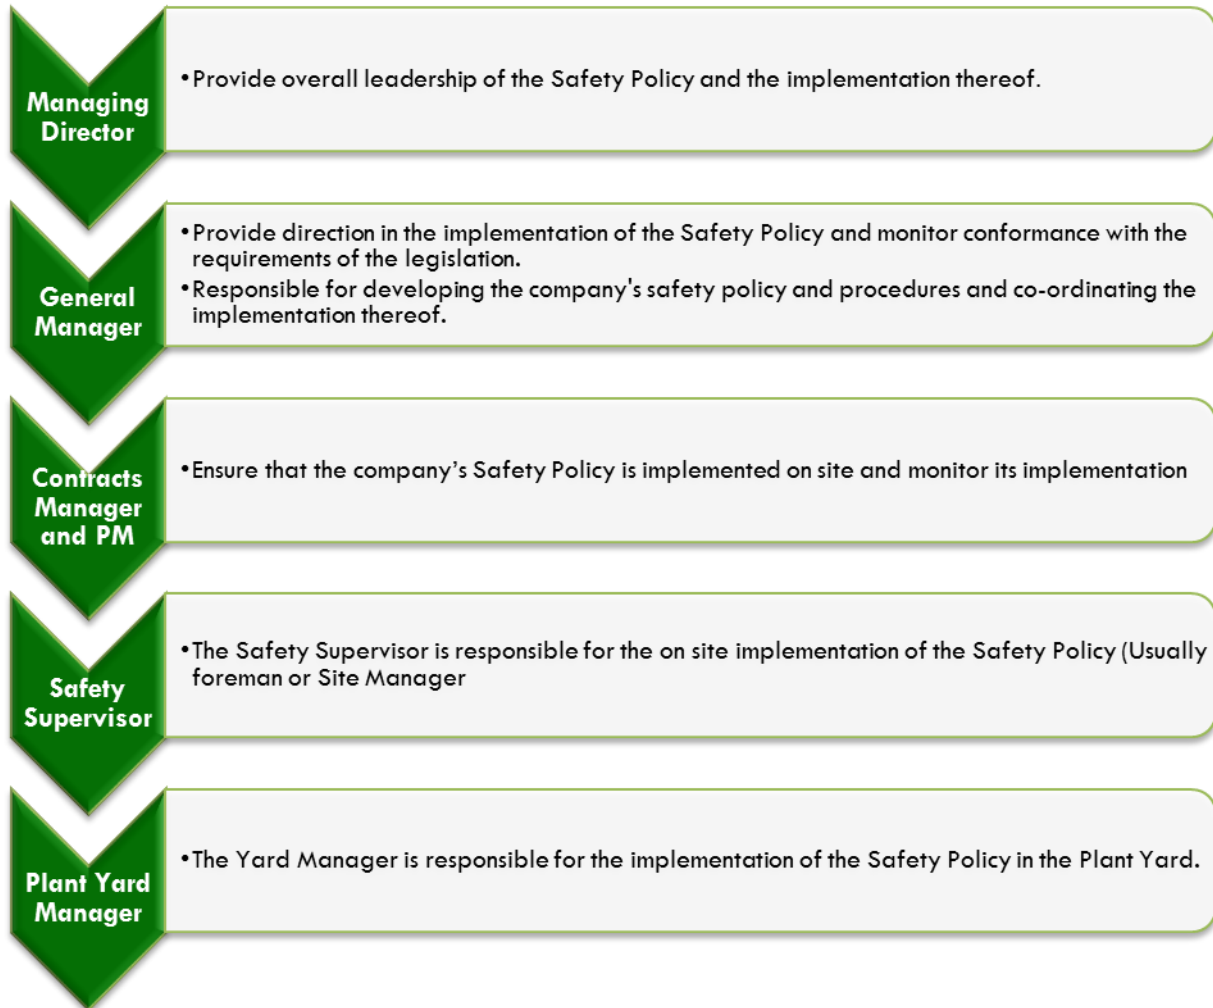 Managing
Director
•Provide overall leadership of the Safety Policy and the implementation thereof.
General
Manager
•Provide direction in the implementation of the Safety Policy and monitor conformance with the
requirements of the legislation.
•Responsible for developing the company's safety policy and procedures and co-ordinating the
implementation thereof.
Contracts
Manager
and PM
•Ensure that the company’s Safety Policy is implemented on site and monitor its implementation
Safety
Supervisor
•The Safety Supervisor is responsible for the on site implementation of the Safety Policy (Usually
foreman or Site Manager
Plant Yard
Manager
•The Yard Manager is responsible for the implementation of the Safety Policy in the Plant Yard.